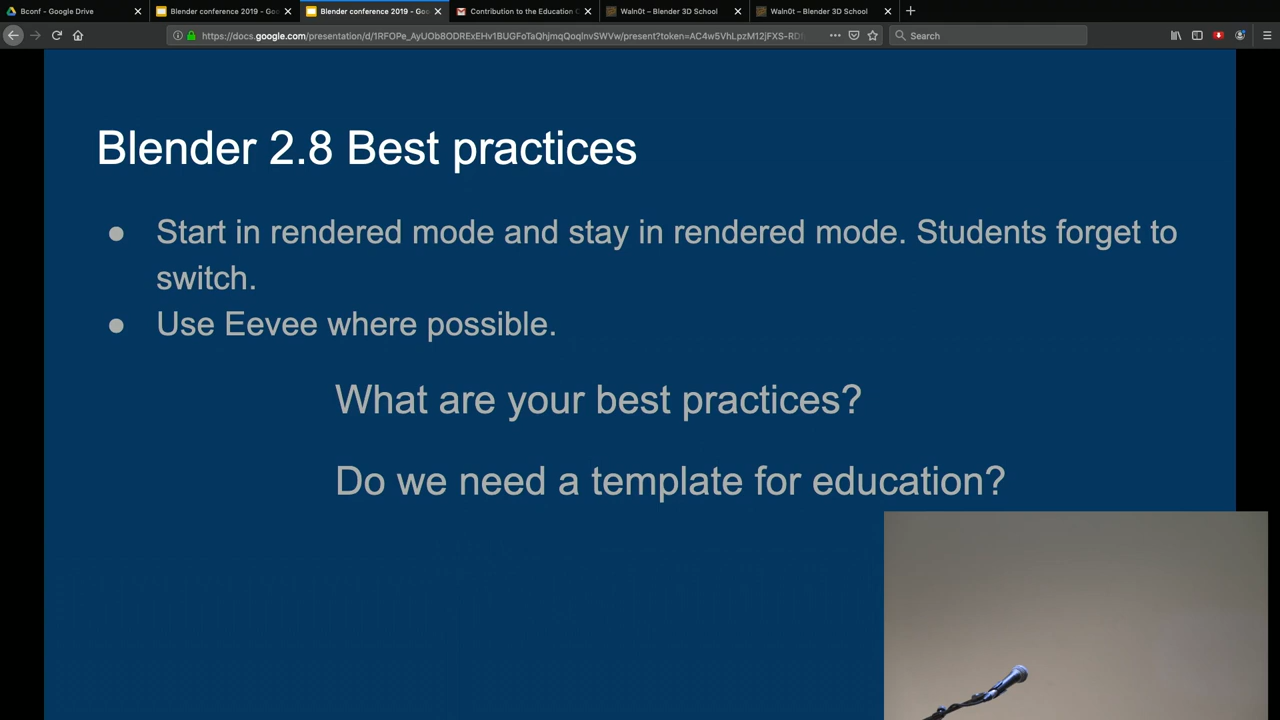 Bconf - Google Drive
Blender conference 2019 - Goo
Blender conference 2019 - Goo
Contribution to the Education C
Waln0t – Blender 3D School
Waln0t – Blender 3D School
Search
Blender 2.8 Best practices
● Start in rendered mode and stay in rendered mode. Students forget to
switch.
● Use Eevee where possible.
What are your best practices?
Do we need a template for education?